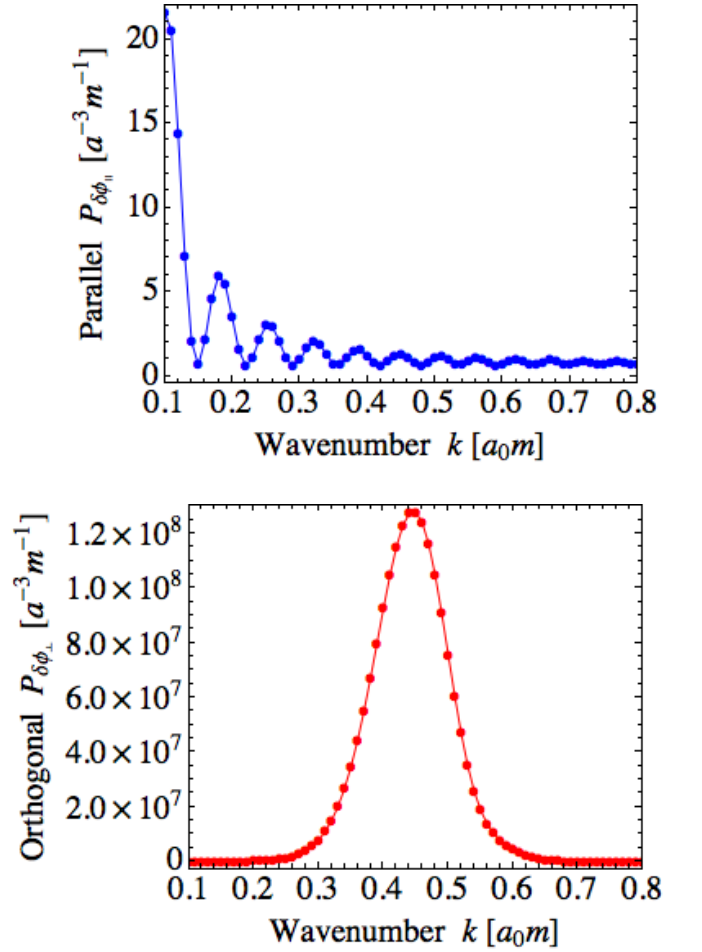 Parallel P_{δϕ_∥} [a^{-3}m^{-1}]
20
15
10
5
0
0.1 0.2 0.3 0.4 0.5 0.6 0.7 0.8
Wavenumber k [a_0m]
Orthogonal P_{δϕ_⊥} [a^{-3}m^{-1}]
1.2×10^8
1.0×10^8
8.0×10^7
6.0×10^7
4.0×10^7
2.0×10^7
0
0.1 0.2 0.3 0.4 0.5 0.6 0.7 0.8
Wavenumber k [a_0m]